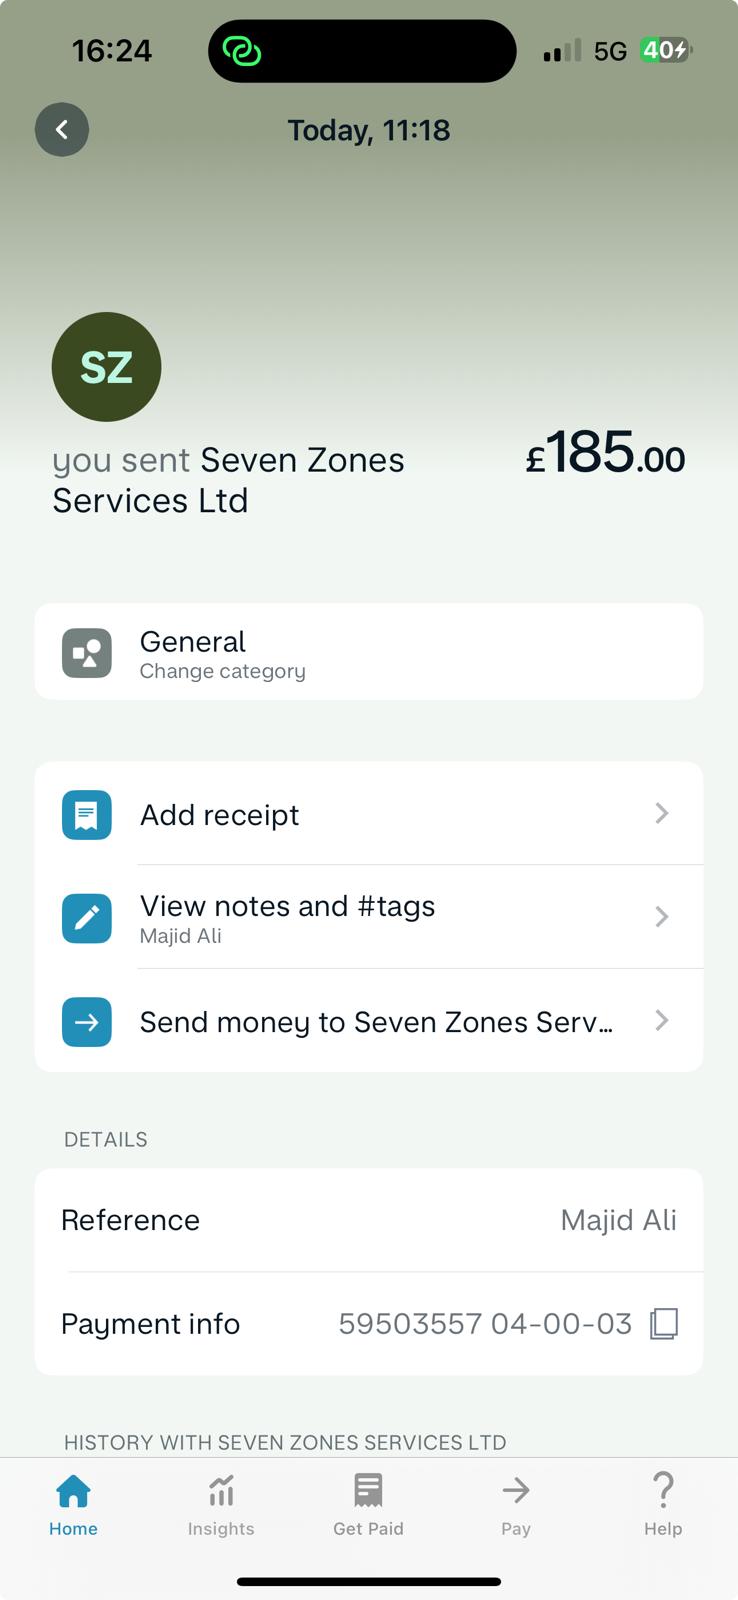 16:24
5G
40
Today, 11:18
SZ
you sent Seven Zones
Services Ltd
£185.00
General
Change category
Add receipt
View notes and #tags
Majid Ali
Send money to Seven Zones Serv...
DETAILS
Reference
Majid Ali
Payment info
59503557 04-00-03
HISTORY WITH SEVEN ZONES SERVICES LTD
Home
Insights
Get Paid
Pay
Help